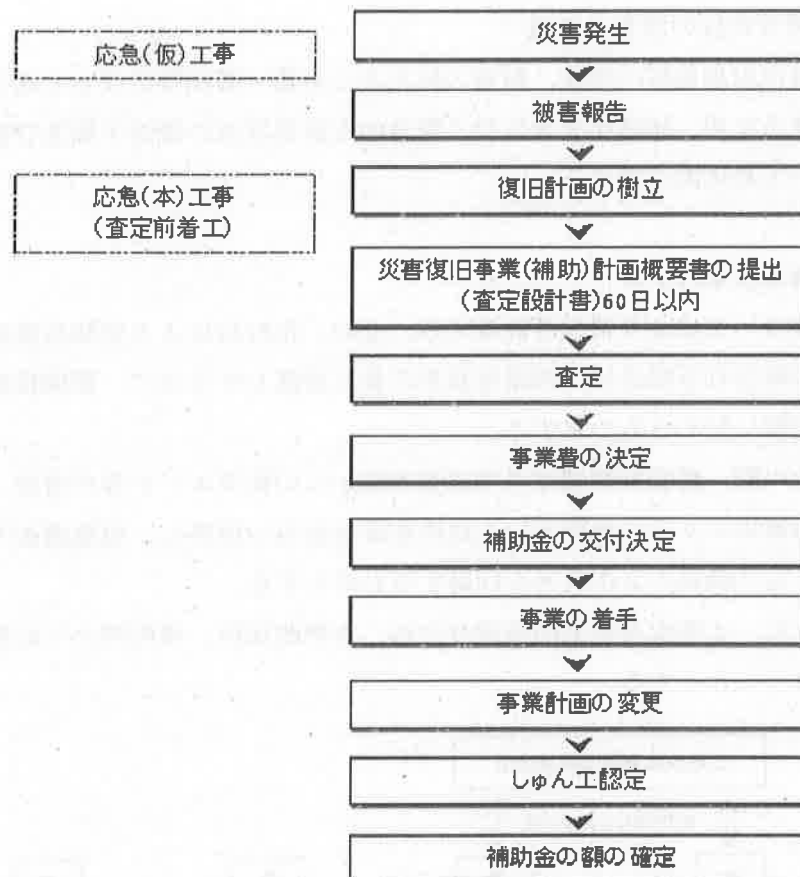 応急(仮)工事
災害発生
被害報告
応急(本)工事
(査定前着工)
復旧計画の樹立
災害復旧事業(補助)計画概要書の提出
(査定設計書)60日以内
査定
事業費の決定
補助金の交付決定
事業の着手
事業計画の変更
しゅん工認定
補助金の額の確定